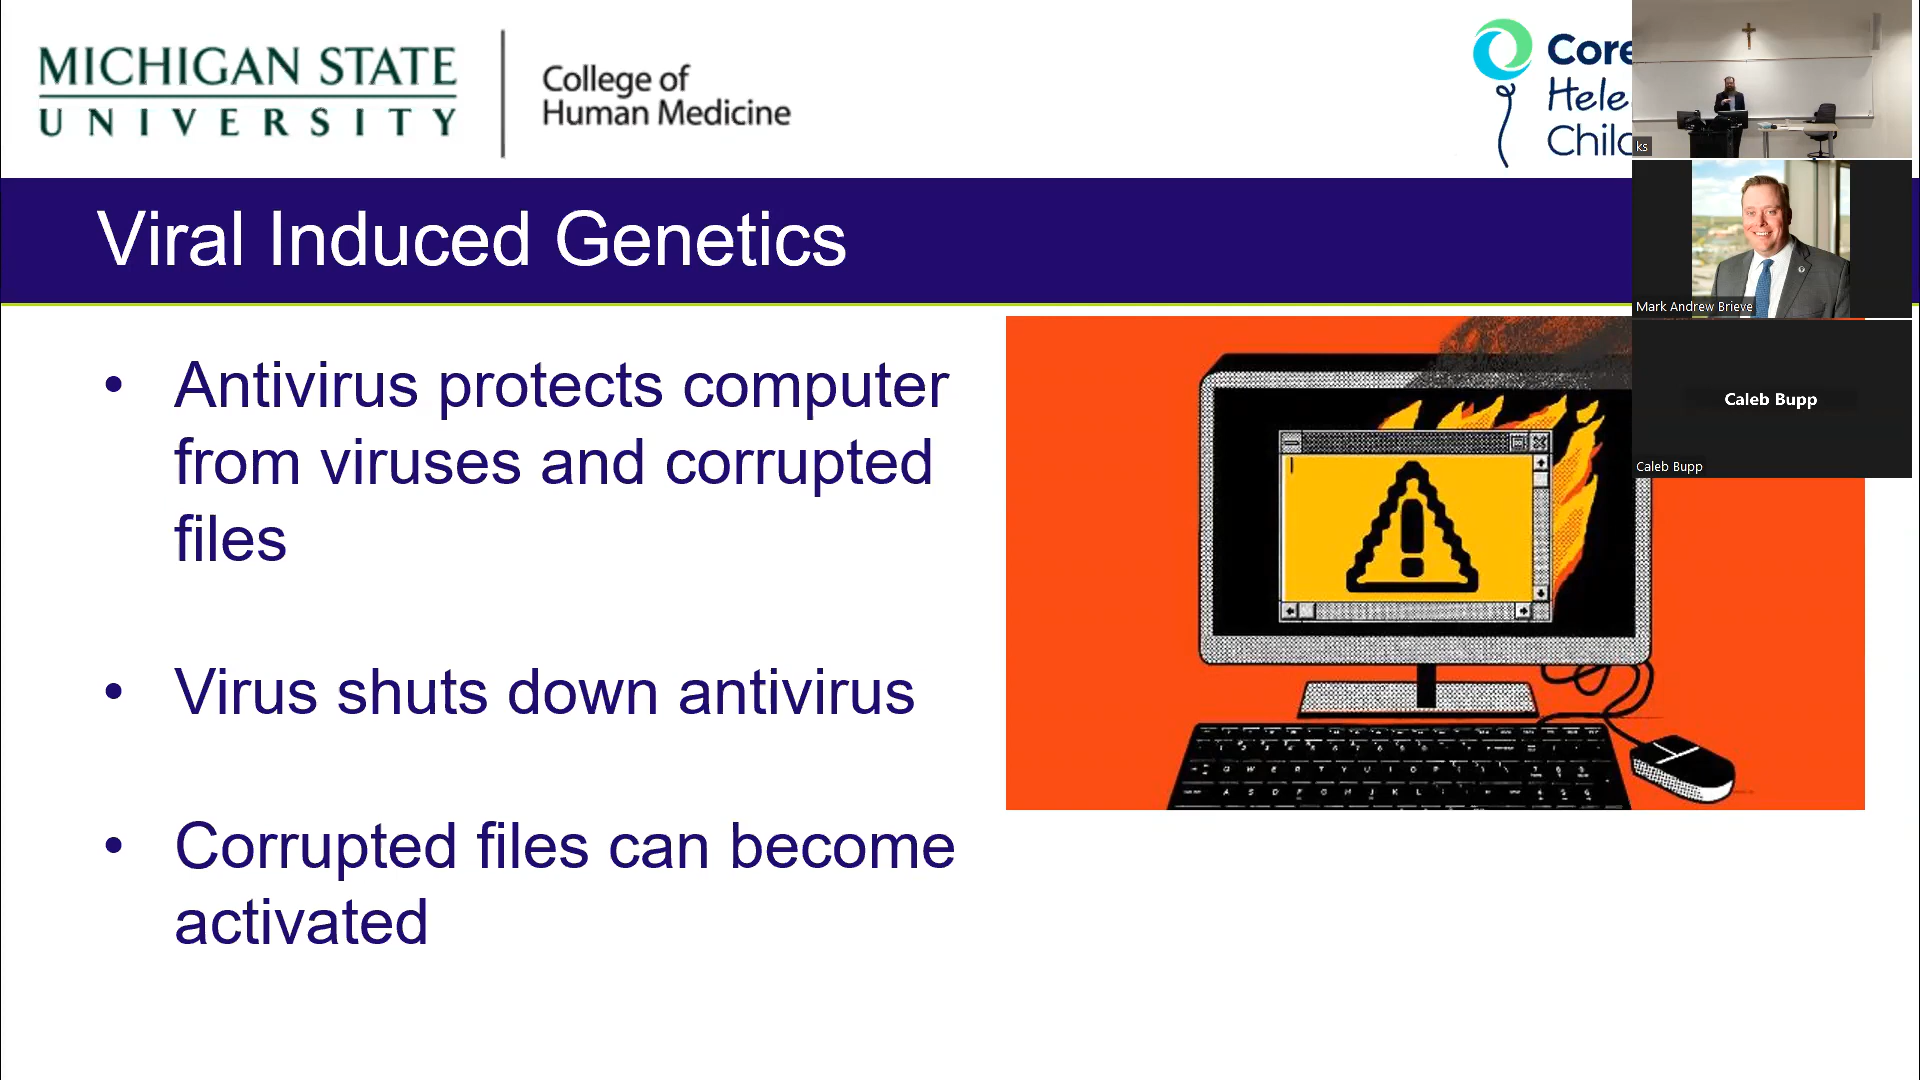 MICHIGAN STATE
UNIVERSITY
College of
Human Medicine
Core
Hele
Chilc
Viral Induced Genetics
• Antivirus protects computer
from viruses and corrupted
files
• Virus shuts down antivirus
• Corrupted files can become
activated
ks
Mark Andrew Brieve
Caleb Bupp
Caleb Bupp